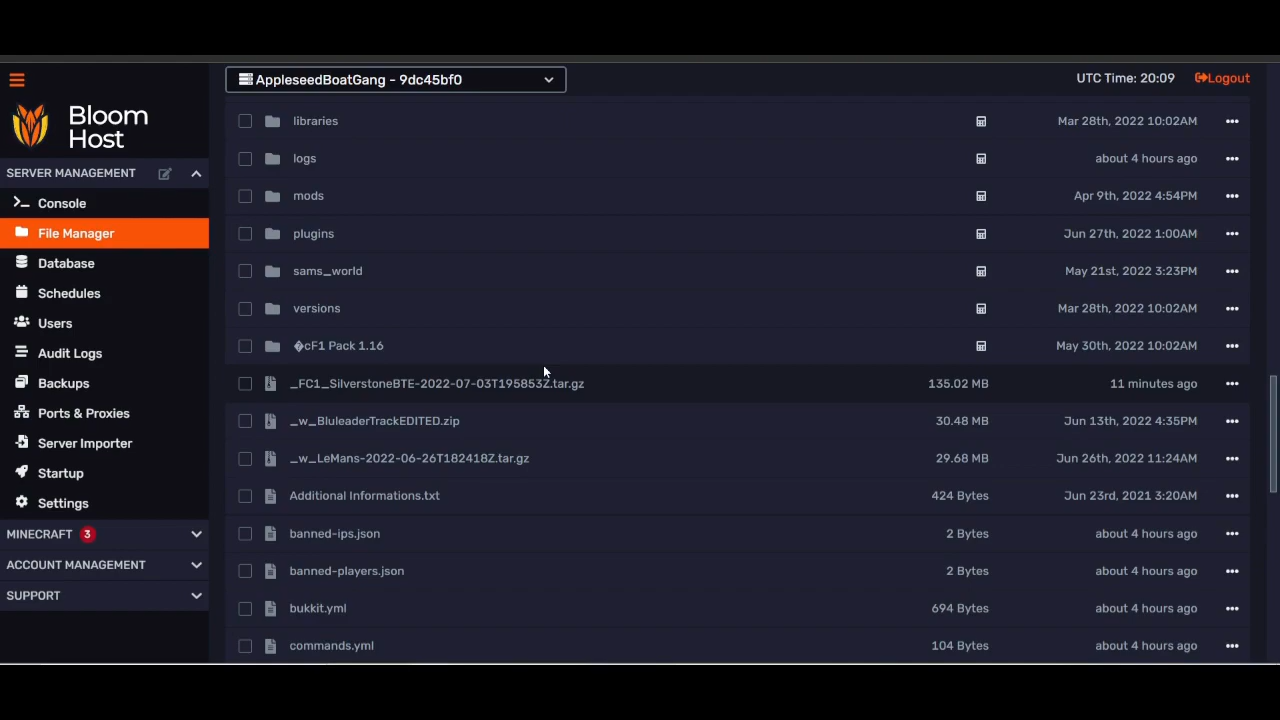 AppleseedBoatGang - 9dc45bf0
UTC Time: 20:09
Logout
Bloom
Host
SERVER MANAGEMENT
Console
File Manager
Database
Schedules
Users
Audit Logs
Backups
Ports & Proxies
Server Importer
Startup
Settings
MINECRAFT 3
ACCOUNT MANAGEMENT
SUPPORT
libraries Mar 28th, 2022 10:02AM
logs about 4 hours ago
mods Apr 9th, 2022 4:54PM
plugins Jun 27th, 2022 1:00AM
sams_world May 21st, 2022 3:23PM
versions Mar 28th, 2022 10:02AM
�cF1 Pack 1.16 May 30th, 2022 10:02AM
_FC1_SilverstoneBTE-2022-07-03T195853Z.tar.gz 135.02 MB 11 minutes ago
_w_BluleaderTrackEDITED.zip 30.48 MB Jun 13th, 2022 4:35PM
_w_LeMans-2022-06-26T182418Z.tar.gz 29.68 MB Jun 26th, 2022 11:24AM
Additional Informations.txt 424 Bytes Jun 23rd, 2021 3:20AM
banned-ips.json 2 Bytes about 4 hours ago
banned-players.json 2 Bytes about 4 hours ago
bukkit.yml 694 Bytes about 4 hours ago
commands.yml 104 Bytes about 4 hours ago